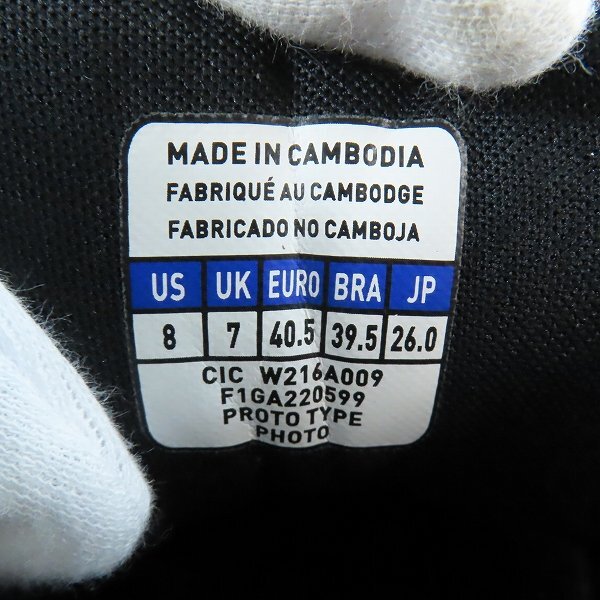 MADE IN CAMBODIA
FABRIQUÉ AU CAMBODGE
FABRICADO NO CAMBOJA
US UK EURO BRA JP
8 7 40.5 39.5 26.0
CIC W216A009
F1GA220599
PROTO TYPE
PHOTO